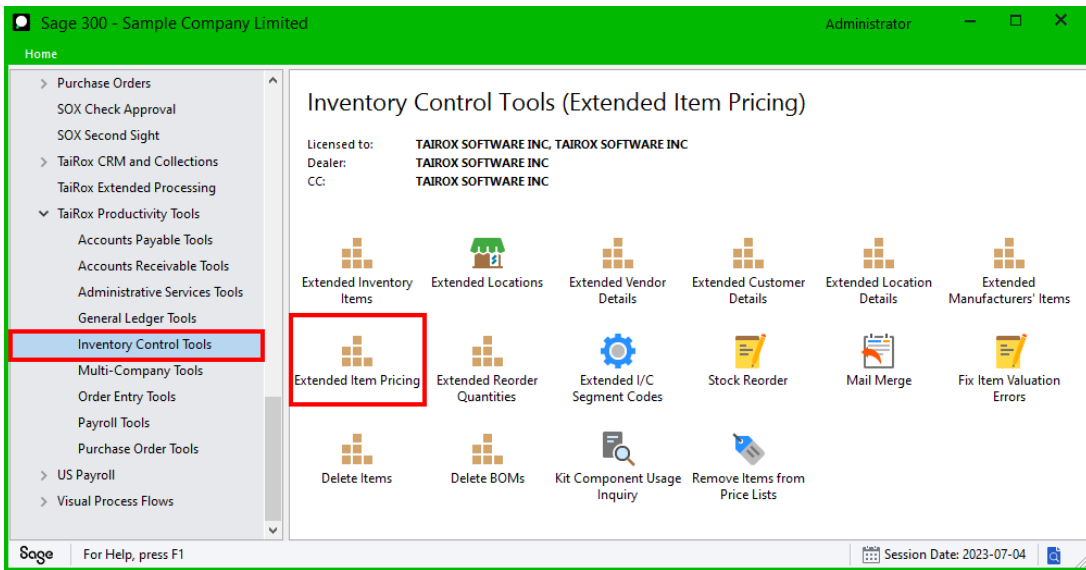 Sage 300 - Sample Company Limited
Administrator
Home
Purchase Orders
SOX Check Approval
SOX Second Sight
TaiRox CRM and Collections
TaiRox Extended Processing
TaiRox Productivity Tools
Accounts Payable Tools
Accounts Receivable Tools
Administrative Services Tools
General Ledger Tools
Inventory Control Tools
Multi-Company Tools
Order Entry Tools
Payroll Tools
Purchase Order Tools
US Payroll
Visual Process Flows
Inventory Control Tools (Extended Item Pricing)
Licensed to: TAIROX SOFTWARE INC, TAIROX SOFTWARE INC
Dealer: TAIROX SOFTWARE INC
CC: TAIROX SOFTWARE INC
Extended Inventory
Items
Extended Locations
Extended Vendor
Details
Extended Customer
Details
Extended Location
Details
Extended
Manufacturers' Items
Extended Item Pricing
Extended Reorder
Quantities
Extended I/C
Segment Codes
Stock Reorder
Mail Merge
Fix Item Valuation
Errors
Delete Items
Delete BOMs
Kit Component Usage
Inquiry
Remove Items from
Price Lists
Sage
For Help, press F1
Session Date: 2023-07-04